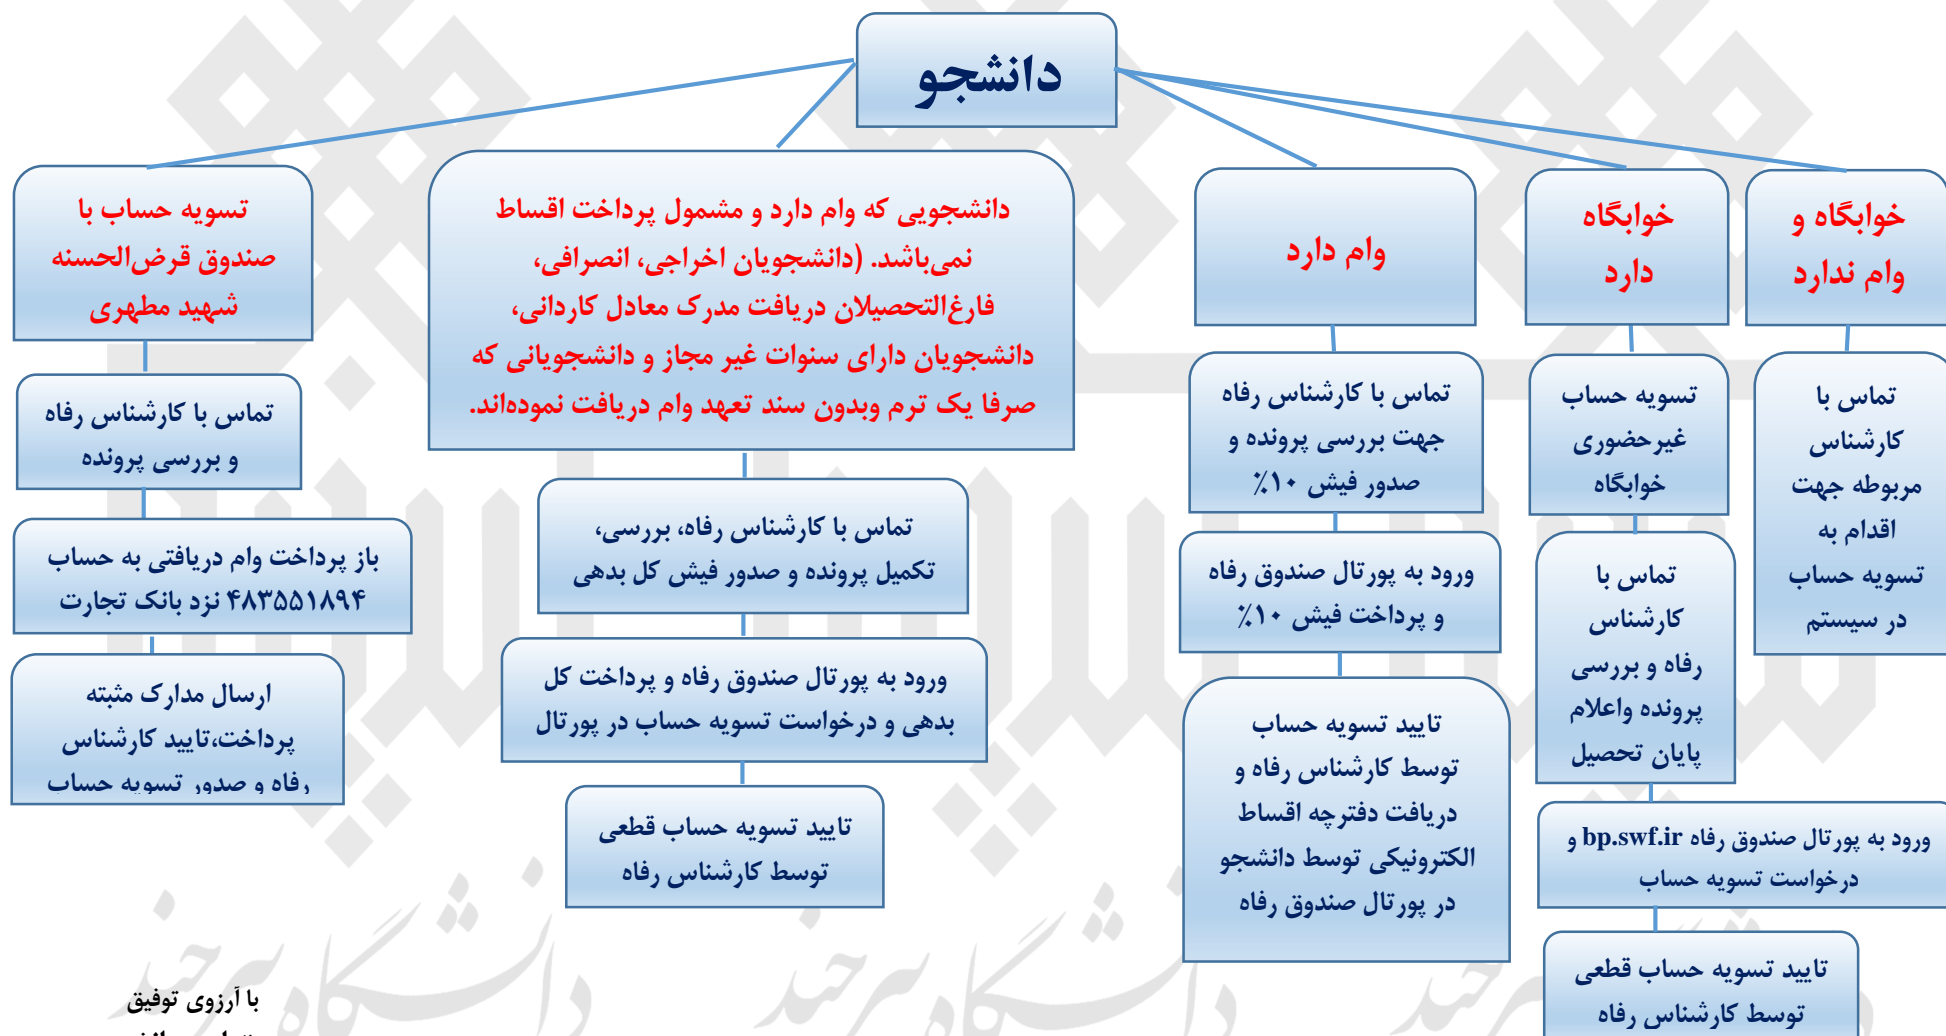 دانشجو
خوابگاه و
وام ندارد
تماس با
کارشناس
مربوطه جهت
اقدام به
تسویه حساب
در سیستم
خوابگاه
دارد
تسویه حساب
غیرحضوری
خوابگاه
تماس با
کارشناس
رفاه و بررسی
پرونده واعلام
پایان تحصیل
ورود به پورتال صندوق رفاه bp.swf.ir و
درخواست تسویه حساب
تایید تسویه حساب قطعی
توسط کارشناس رفاه
وام دارد
تماس با کارشناس رفاه
جهت بررسی پرونده و
صدور فیش ۱۰٪
ورود به پورتال صندوق رفاه
و پرداخت فیش ۱۰٪
تایید تسویه حساب
توسط کارشناس رفاه و
دریافت دفترچه اقساط
الکترونیکی توسط دانشجو
در پورتال صندوق رفاه
دانشجویی که وام دارد و مشمول پرداخت اقساط
نمی‌باشد. (دانشجویان اخراجی، انصرافی،
فارغ‌التحصیلان دریافت مدرک معادل کاردانی،
دانشجویان دارای سنوات غیر مجاز و دانشجویانی که
صرفا یک ترم وبدون سند تعهد وام دریافت نموده‌اند.
تماس با کارشناس رفاه، بررسی،
تکمیل پرونده و صدور فیش کل بدهی
ورود به پورتال صندوق رفاه و پرداخت کل
بدهی و درخواست تسویه حساب در پورتال
تایید تسویه حساب قطعی
توسط کارشناس رفاه
تسویه حساب با
صندوق قرض‌الحسنه
شهید مطهری
تماس با کارشناس رفاه
و بررسی پرونده
باز پرداخت وام دریافتی به حساب
۴۸۳۵۵۱۸۹۴ نزد بانک تجارت
ارسال مدارک مثبته
پرداخت،تایید کارشناس
رفاه و صدور تسویه حساب
با آرزوی توفیق
دانشگاه بیرجند
دانشگاه بیرجند